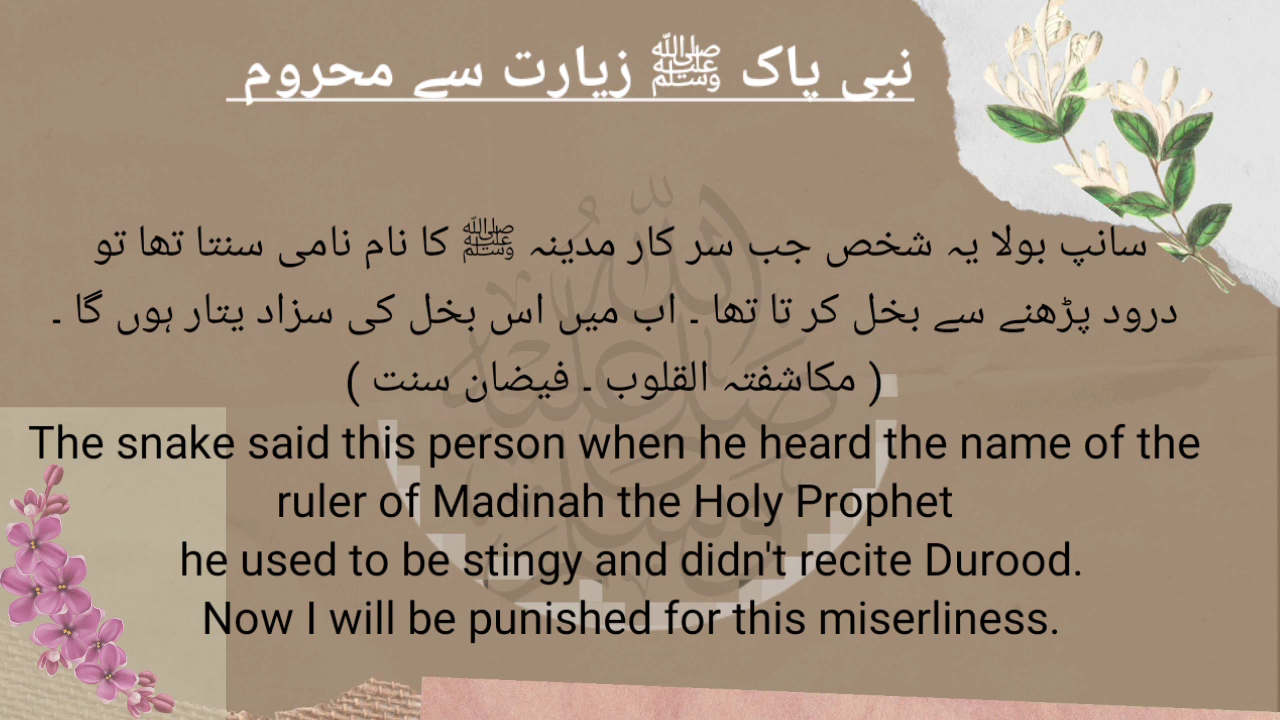 نبی پاک ﷺ زیارت سے محروم
سانپ بولا یہ شخص جب سر کار مدینہ ﷺ کا نام نامی سنتا تھا تو
درود پڑھنے سے بخل کر تا تھا ۔ اب میں اس بخل کی سزاد یتار ہوں گا ۔
( مکاشفتہ القلوب ۔ فیضان سنت )
The snake said this person when he heard the name of the
ruler of Madinah the Holy Prophet
he used to be stingy and didn't recite Durood.
Now I will be punished for this miserliness.